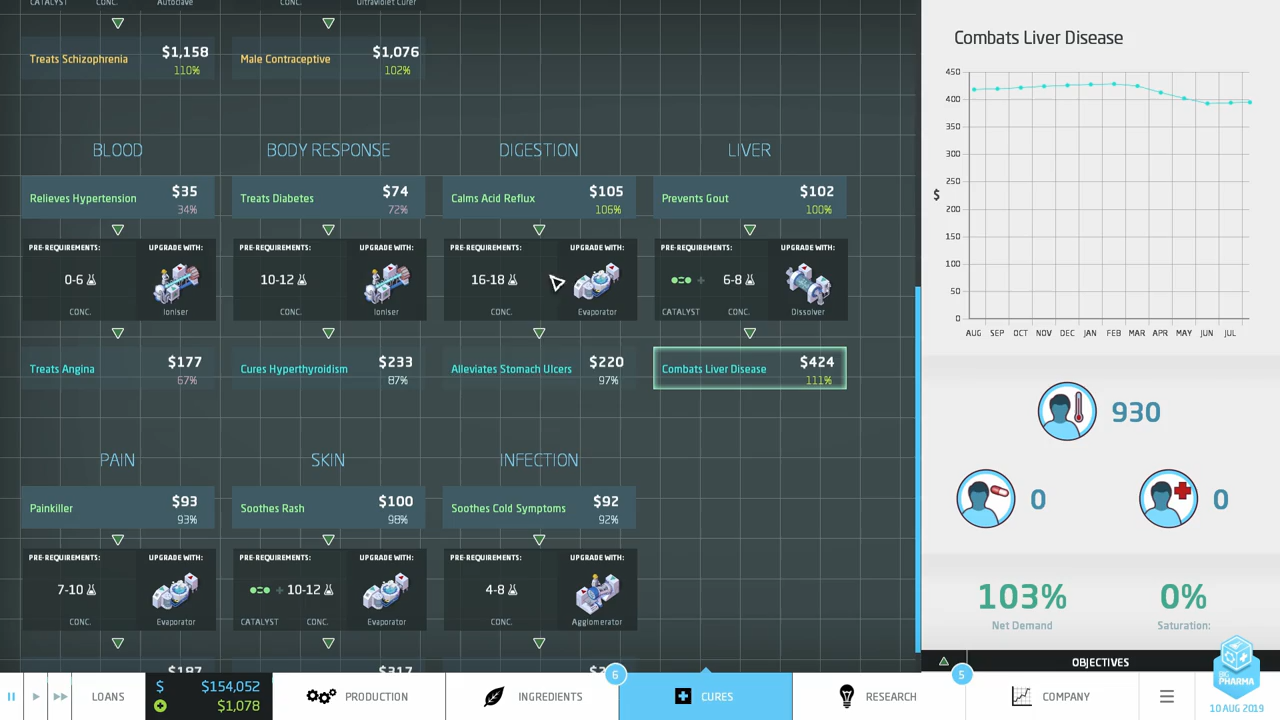 CATALYST CONC. Autoclave
CONC. Ultraviolet Curer
Treats Schizophrenia $1,158 110%
Male Contraceptive $1,076 102%
BLOOD BODY RESPONSE DIGESTION LIVER
Relieves Hypertension $35 34%
Treats Diabetes $74 72%
Calms Acid Reflux $105 106%
Prevents Gout $102 100%
PRE-REQUIREMENTS: UPGRADE WITH:
0-6
CONC. Ioniser
PRE-REQUIREMENTS: UPGRADE WITH:
10-12
CONC. Ioniser
PRE-REQUIREMENTS: UPGRADE WITH:
16-18
CONC. Evaporator
PRE-REQUIREMENTS: UPGRADE WITH:
+ 6-8
CATALYST CONC. Dissolver
Treats Angina $177 67%
Cures Hyperthyroidism $233 87%
Alleviates Stomach Ulcers $220 97%
Combats Liver Disease $424 111%
PAIN SKIN INFECTION
Painkiller $93 93%
Soothes Rash $100 98%
Soothes Cold Symptoms $92 92%
PRE-REQUIREMENTS: UPGRADE WITH:
7-10
CONC. Evaporator
PRE-REQUIREMENTS: UPGRADE WITH:
+ 10-12
CATALYST CONC. Evaporator
PRE-REQUIREMENTS: UPGRADE WITH:
4-8
CONC. Agglomerator
$187 $317
Combats Liver Disease
450
400
350
300
250
$
200
150
100
50
0
AUG SEP OCT NOV DEC JAN FEB MAR APR MAY JUN JUL
930
0 0
103% 0%
Net Demand Saturation:
OBJECTIVES
LOANS
$ $154,052
$1,078
PRODUCTION
6
INGREDIENTS
CURES
RESEARCH
5
COMPANY
BIG PHARMA
10 AUG 2019